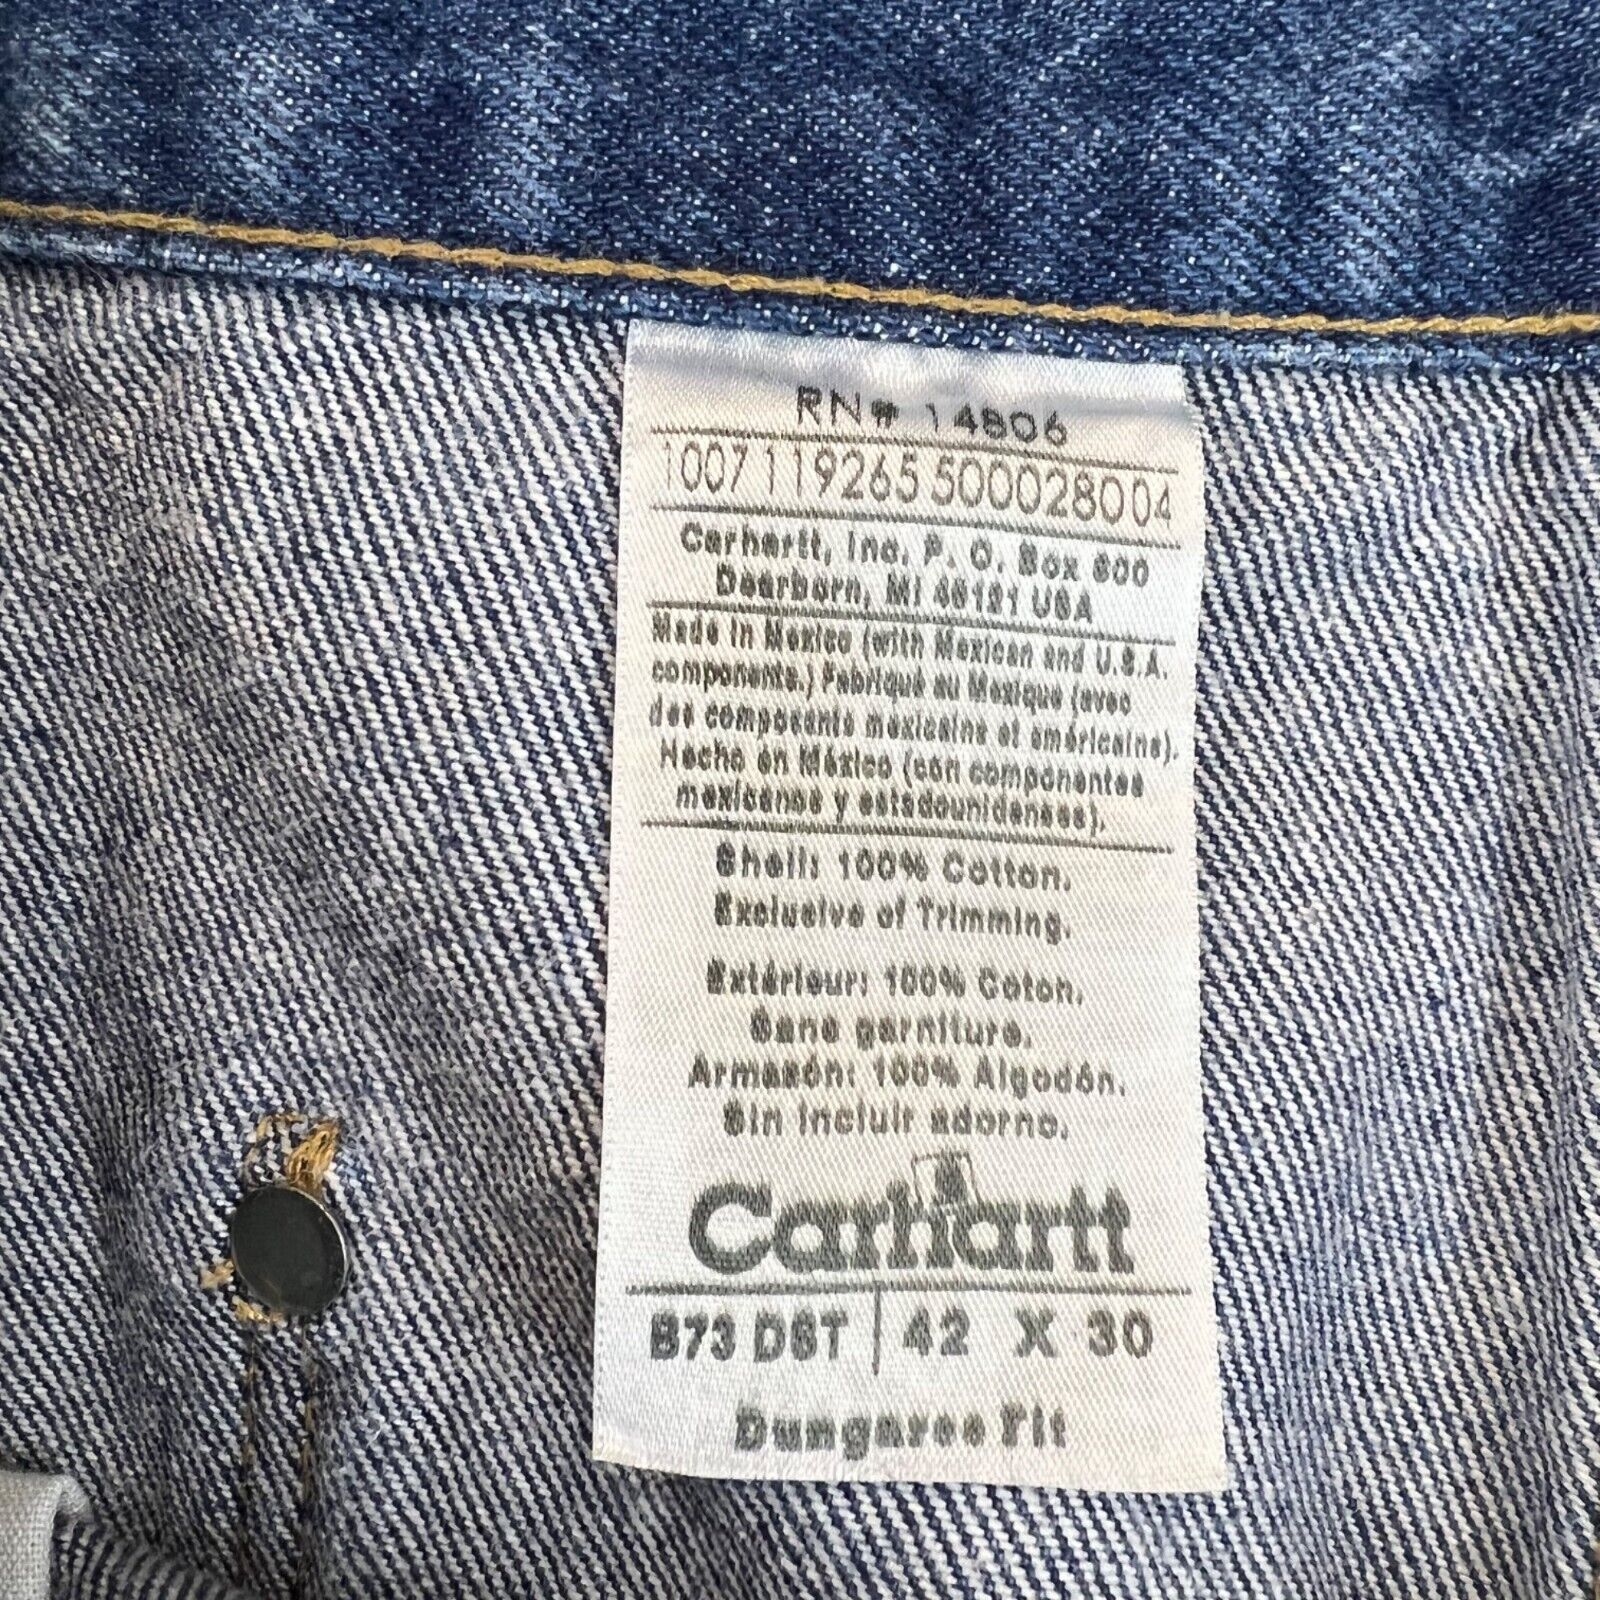 RN# 14806
1007 119265 5000280 04
Carhartt, Inc. P. O. Box 600
Dearborn, MI 48121 USA
Made in Mexico (with Mexican and U.S.A.
components.) Fabriqué au Mexique (avec
des composants mexicains et américains).
Hecho en México (con componentes
mexicanos y estadounidenses).
Shell: 100% Cotton.
Exclusive of Trimming.
Extérieur: 100% Coton.
Sans garniture.
Armasón: 100% Algodón.
Sin incluir adorno.
Carhartt
B73 DST | 42 X 30
Dungaree Fit